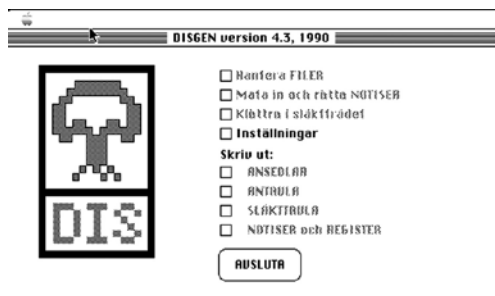 DISGEN version 4.3, 1990
Hantera FILER
Mata in och rätta NOTISER
Klättra i släktträdet
Inställningar
Skriv ut:
ANSEDLAR
ANTAVLA
SLÄKTTAVLA
NOTISER och REGISTER
DIS
AVSLUTA